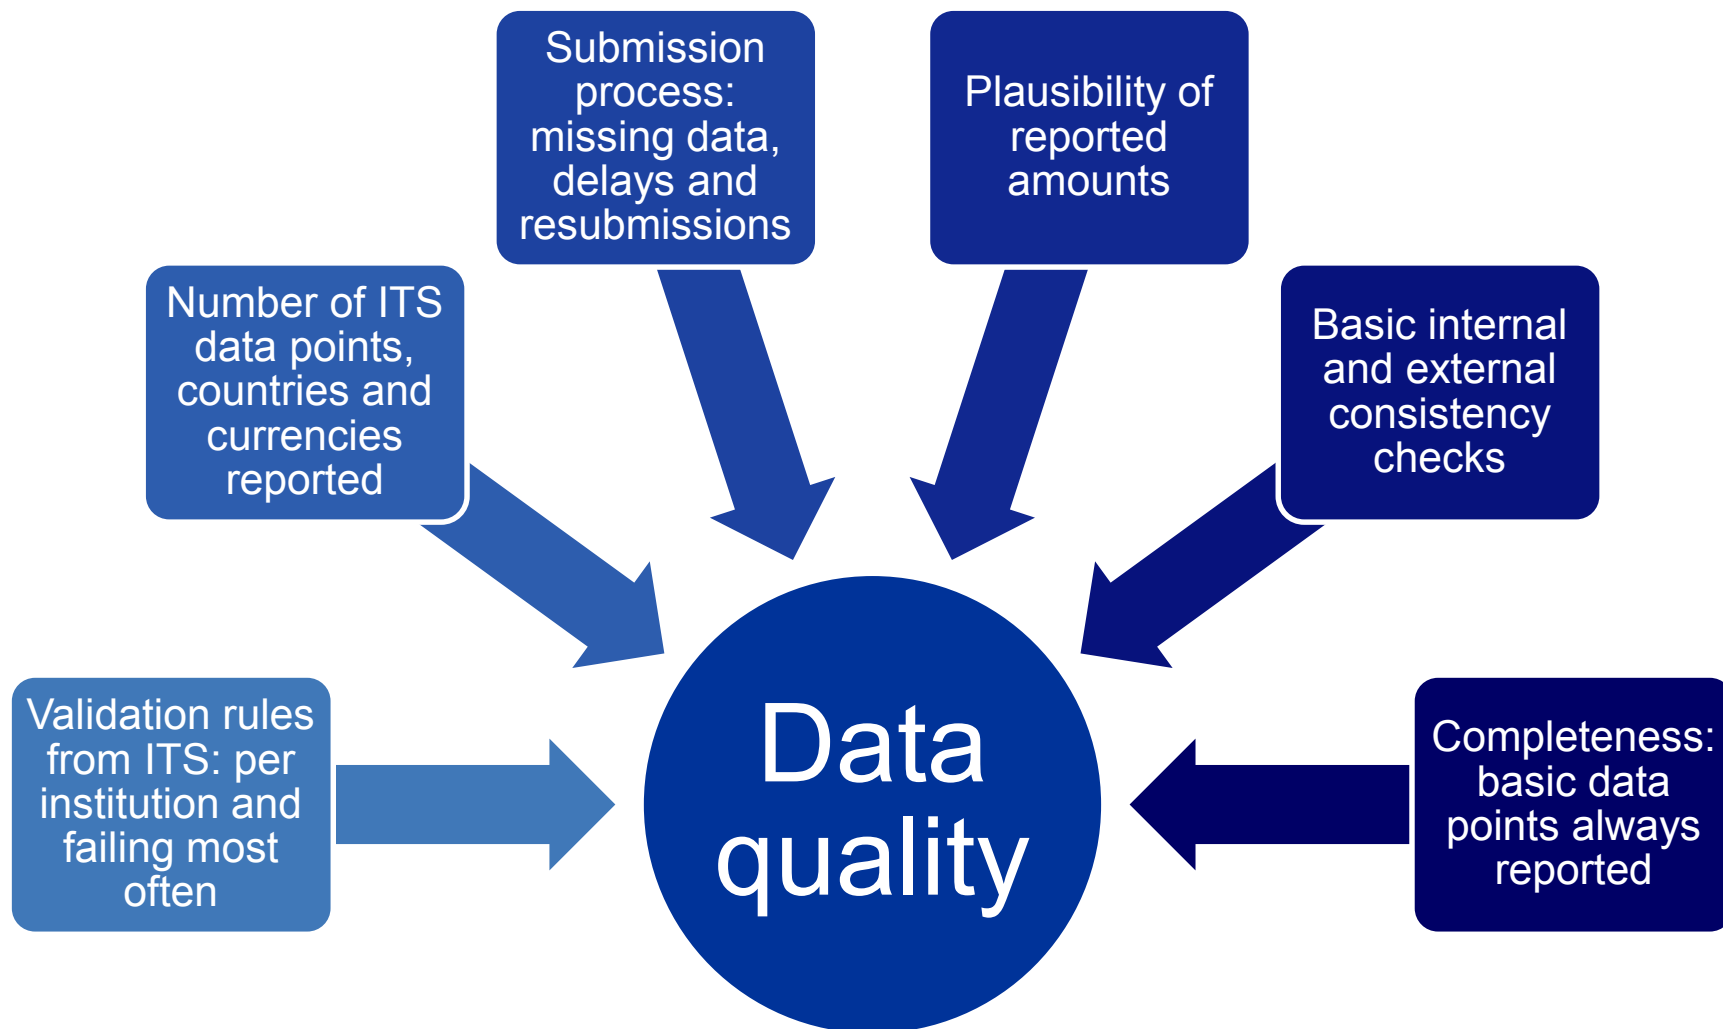 Submission
process:
missing data,
delays and
resubmissions
Plausibility of
reported
amounts
Number of ITS
data points,
countries and
currencies
reported
Basic internal
and external
consistency
checks
Validation rules
from ITS: per
institution and
failing most
often
Data
quality
Completeness:
basic data
points always
reported